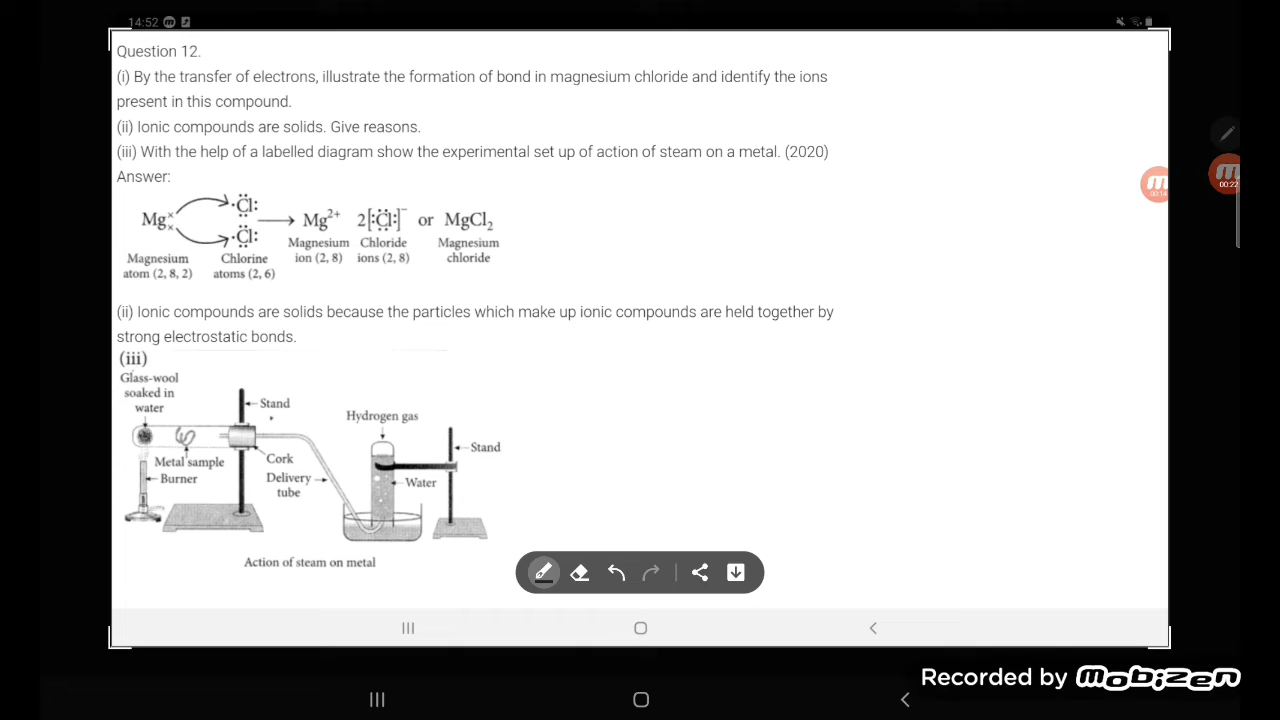 14:52
Question 12.
(i) By the transfer of electrons, illustrate the formation of bond in magnesium chloride and identify the ions
present in this compound.
(ii) Ionic compounds are solids. Give reasons.
(iii) With the help of a labelled diagram show the experimental set up of action of steam on a metal. (2020)
Answer:
Mg ×× ·Cl: ·Cl: → Mg²⁺ 2[:Cl:]⁻ or MgCl₂
Magnesium atom (2, 8, 2)
Chlorine atoms (2, 6)
Magnesium ion (2, 8)
Chloride ions (2, 8)
Magnesium chloride
(ii) Ionic compounds are solids because the particles which make up ionic compounds are held together by
strong electrostatic bonds.
(iii)
Glass-wool
soaked in
water
Stand
Hydrogen gas
Stand
Metal sample
Cork
Burner
Delivery
tube
Water
Action of steam on metal
00:14
00:22
Recorded by mobizen